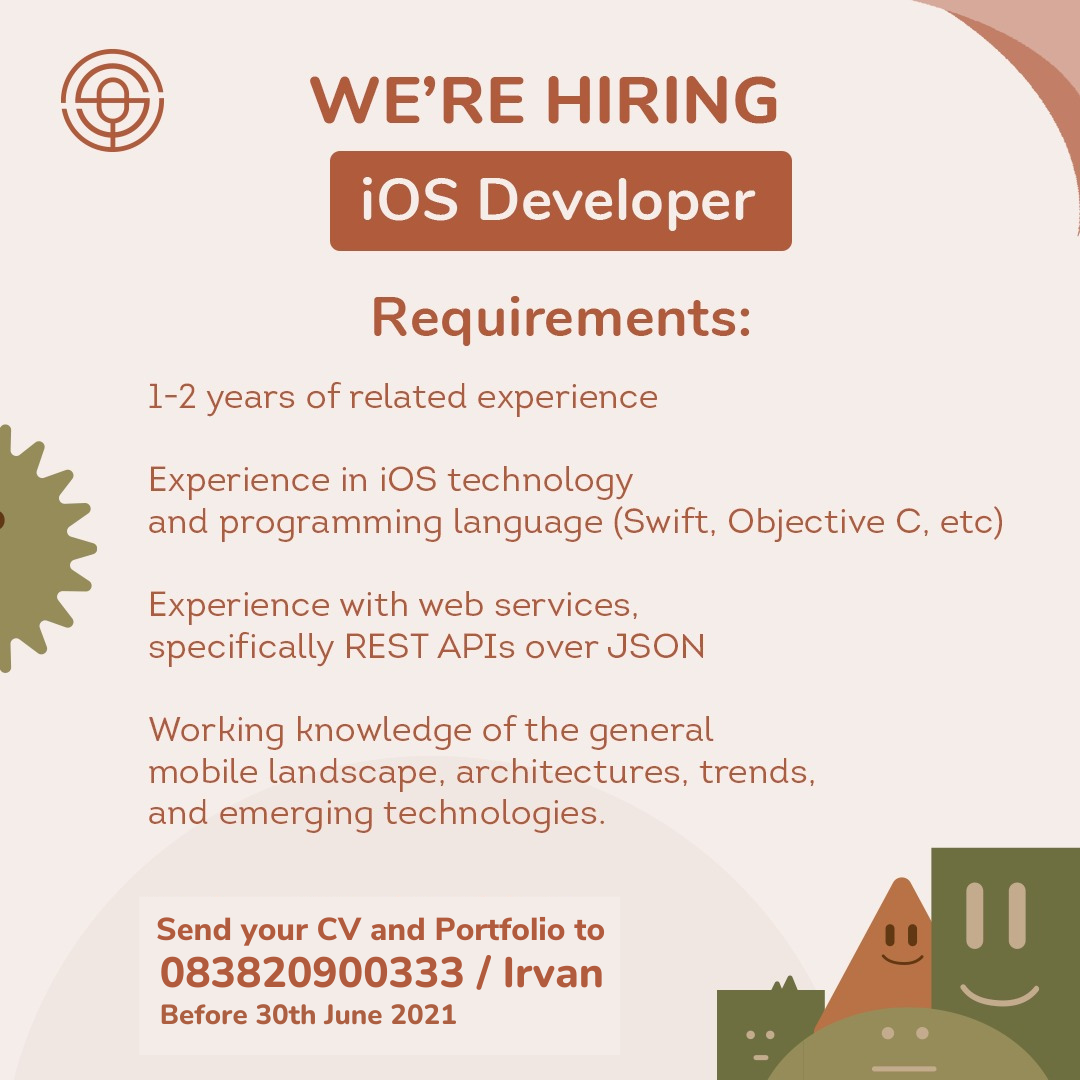 WE'RE HIRING
iOS Developer
Requirements:
1-2 years of related experience
Experience in iOS technology
and programming language (Swift, Objective C, etc)
Experience with web services,
specifically REST APIs over JSON
Working knowledge of the general
mobile landscape, architectures, trends,
and emerging technologies.
Send your CV and Portfolio to
083820900333 / Irvan
Before 30th June 2021